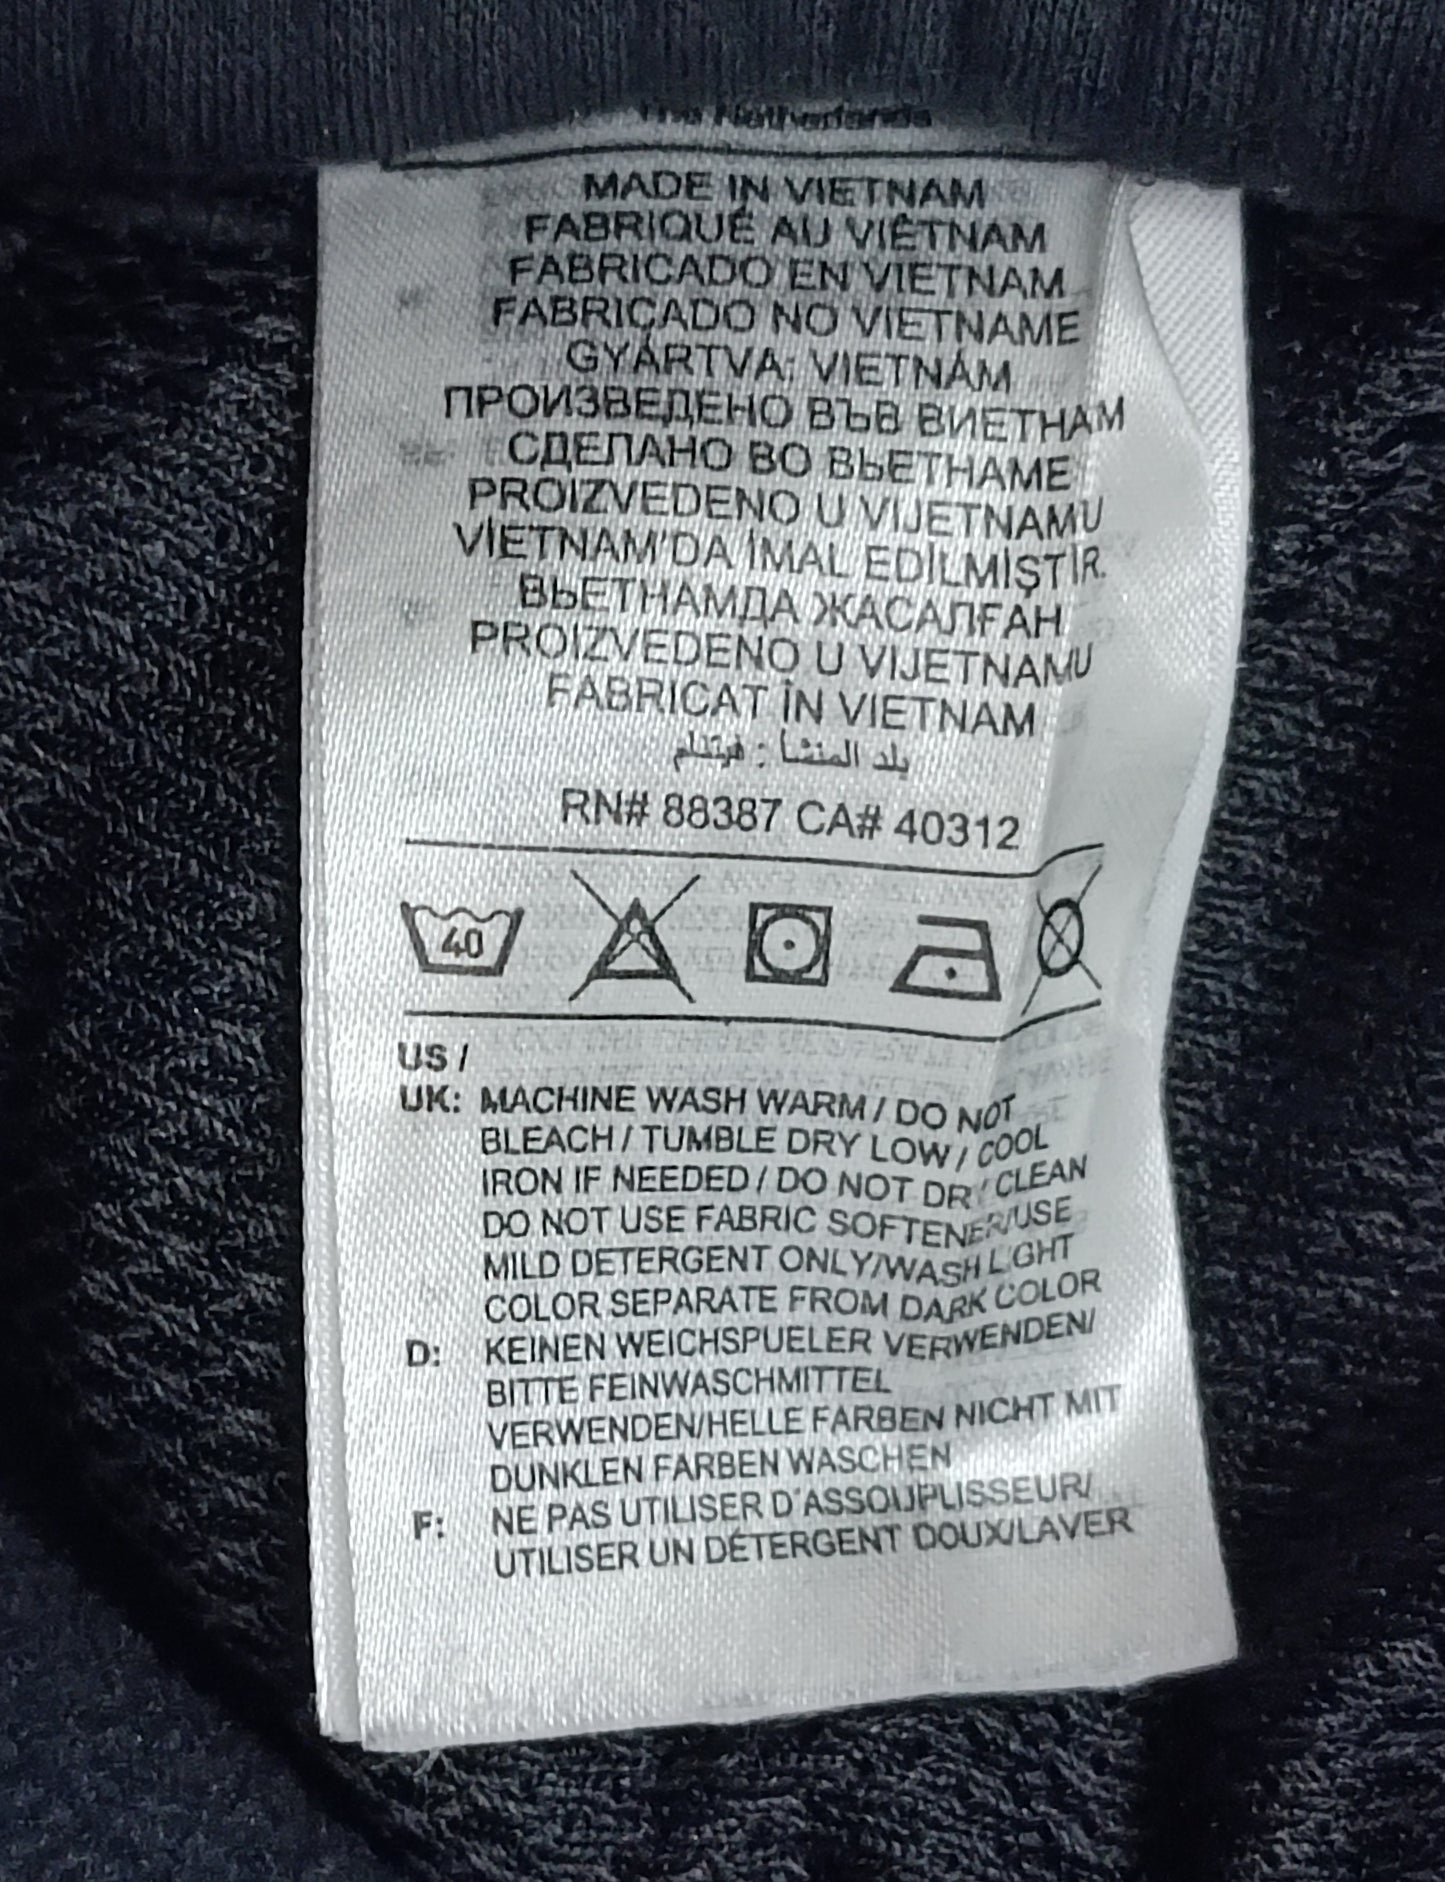 The Netherlands
MADE IN VIETNAM
FABRIQUÉ AU VIÊTNAM
FABRICADO EN VIETNAM
FABRICADO NO VIETNAME
GYÁRTVA: VIETNÁM
ПРОИЗВЕДЕНО ВЪВ ВИЕТНАМ
СДЕЛАНО ВО ВЬЕТНАМЕ
PROIZVEDENO U VIJETNAMU
VİETNAM'DA İMAL EDİLMİŞTİR.
ВЬЕТНАМДА ЖАСАЛҒАН
PROIZVEDENO U VIJETNAMU
FABRICAT ÎN VIETNAM
بلد المنشأ : فيتنام
RN# 88387 CA# 40312
40
US /
UK: MACHINE WASH WARM / DO NOT
BLEACH / TUMBLE DRY LOW / COOL
IRON IF NEEDED / DO NOT DRY CLEAN
DO NOT USE FABRIC SOFTENER/USE
MILD DETERGENT ONLY/WASH LIGHT
COLOR SEPARATE FROM DARK COLOR
D: KEINEN WEICHSPUELER VERWENDEN/
BITTE FEINWASCHMITTEL
VERWENDEN/HELLE FARBEN NICHT MIT
DUNKLEN FARBEN WASCHEN
F: NE PAS UTILISER D'ASSOUPLISSEUR/
UTILISER UN DÉTERGENT DOUX/LAVER